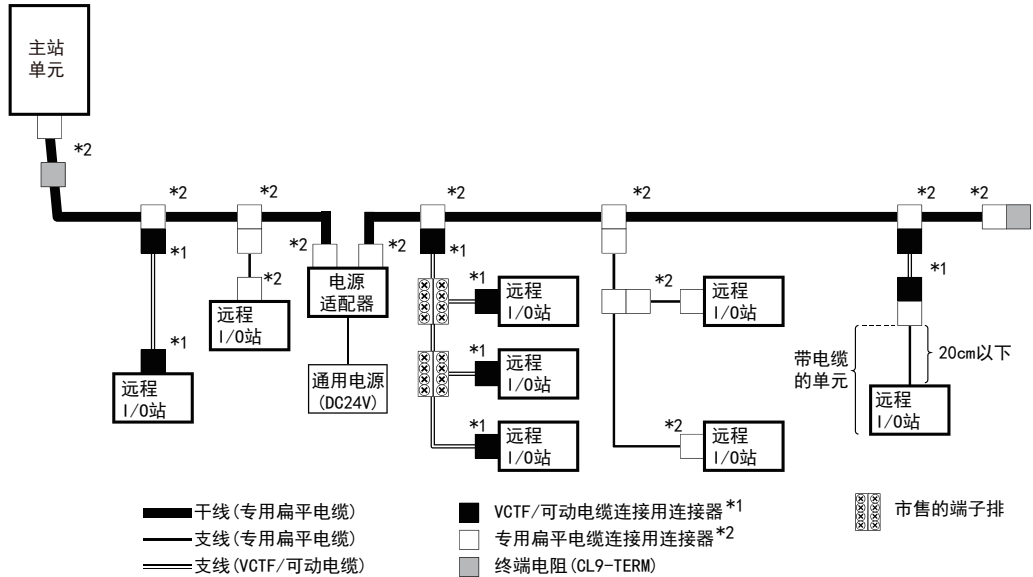 主站
单元
*2
*2
*2
*2
*2
*2
*2
*2
*2
*1
*2
*1
*1
*2
*1
电源
适配器
远程
I/O站
远程
I/O站
远程
I/O站
*1
*1
远程
I/O站
通用电源
(DC24V)
远程
I/O站
带电缆
的单元
20cm以下
远程
I/O站
*1
远程
I/O站
*2
远程
I/O站
干线(专用扁平电缆)
VCTF/可动电缆连接用连接器*1
市售的端子排
支线(专用扁平电缆)
专用扁平电缆连接用连接器*2
支线(VCTF/可动电缆)
终端电阻(CL9-TERM)